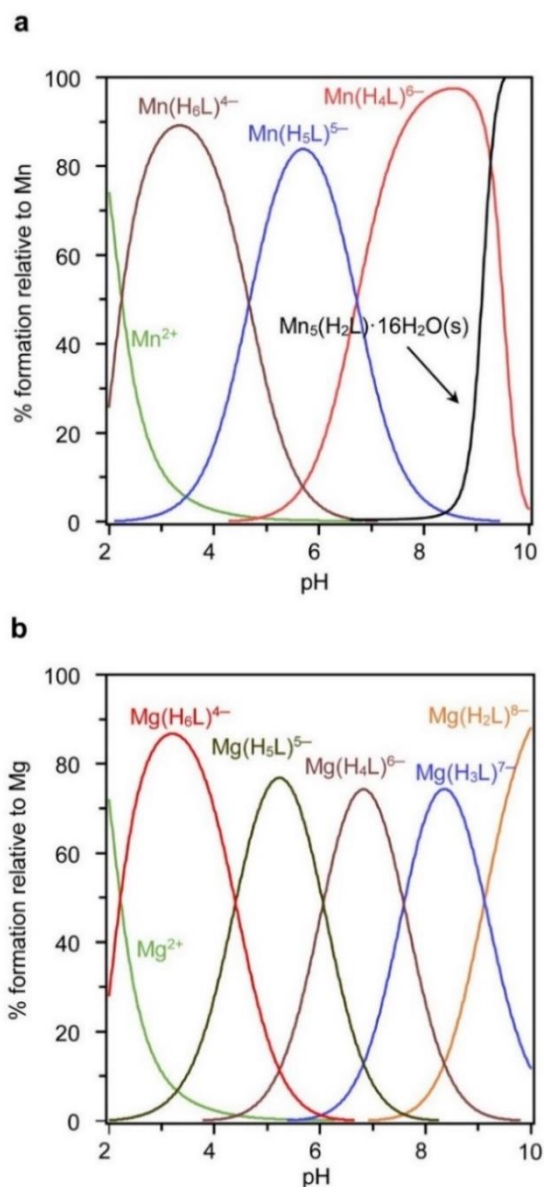 a
100
80
60
40
20
0
% formation relative to Mn
Mn(H₆L)⁴⁻
Mn(H₅L)⁵⁻
Mn(H₄L)⁶⁻
Mn²⁺
Mn₅(H₂L)·16H₂O(s)
2 4 6 8 10
pH
b
100
80
60
40
20
0
% formation relative to Mg
Mg(H₆L)⁴⁻
Mg(H₅L)⁵⁻
Mg(H₄L)⁶⁻
Mg(H₃L)⁷⁻
Mg(H₂L)⁸⁻
Mg²⁺
2 4 6 8 10
pH